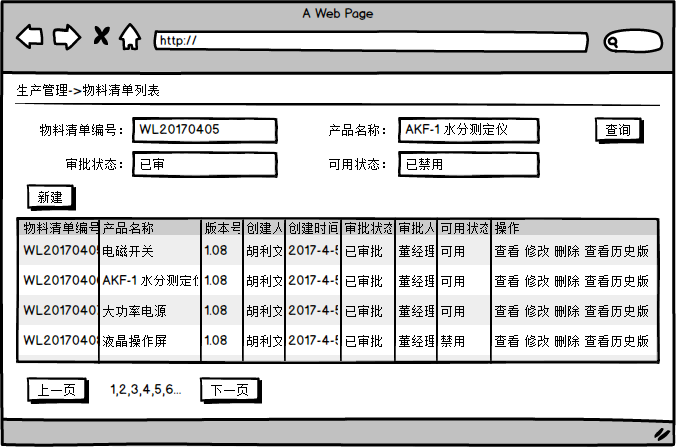 A Web Page
http://
生产管理->物料清单列表
物料清单编号： WL20170405 产品名称： AKF-1 水分测定仪 查询
审批状态： 已审 可用状态： 已禁用
新建
物料清单编号 产品名称 版本号 创建人 创建时间 审批状态 审批人 可用状态 操作
WL2017040 电磁开关 1.08 胡利文 2017-4-5 已审批 董经理 可用 查看 修改 删除 查看历史版
WL2017040 AKF-1 水分测定仪 1.08 胡利文 2017-4-5 已审批 董经理 可用 查看 修改 删除 查看历史版
WL2017040 大功率电源 1.08 胡利文 2017-4-5 已审批 董经理 可用 查看 修改 删除 查看历史版
WL2017040 液晶操作屏 1.08 胡利文 2017-4-5 已审批 董经理 禁用 查看 修改 删除 查看历史版
上一页 1,2,3,4,5,6... 下一页